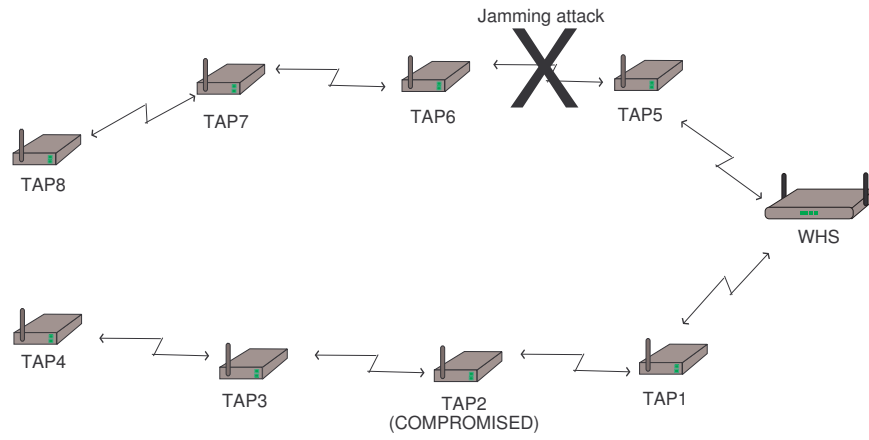 Jamming attack
TAP7
TAP6
TAP5
TAP8
WHS
TAP4
TAP3
TAP2
(COMPROMISED)
TAP1